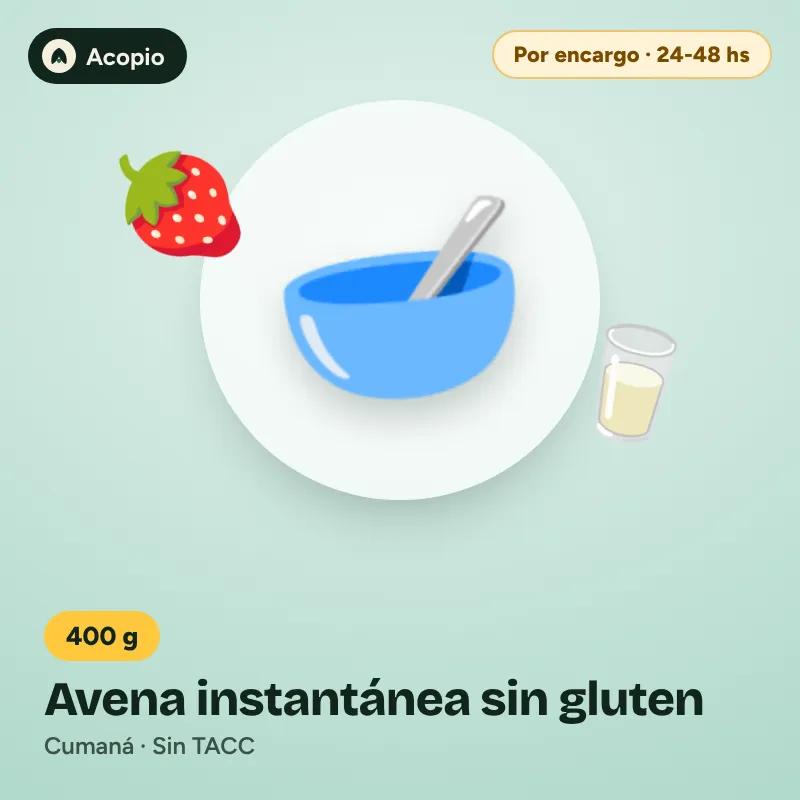 Acopio
Por encargo · 24-48 hs
400 g
Avena instantánea sin gluten
Cumaná · Sin TACC